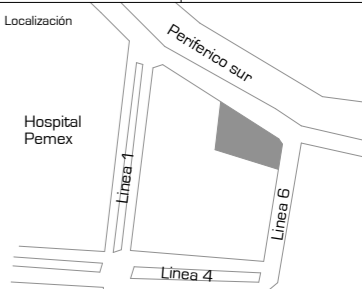 Localización
Periferico sur
Hospital
Pemex
Linea 1
Linea 6
Linea 4